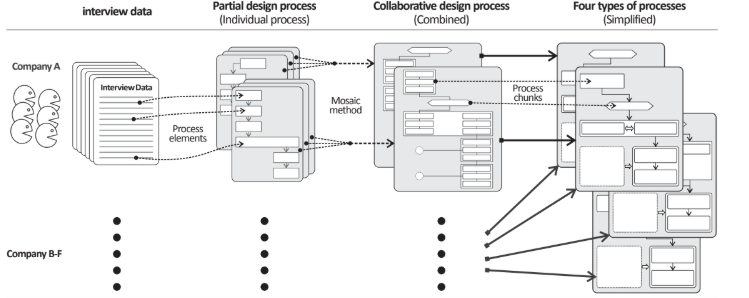 interview data
Partial design process
(Individual process)
Collaborative design process
(Combined)
Four types of processes
(Simplified)
Company A
Interview Data
Process
elements
Mosaic
method
Process
chunks
Company B-F